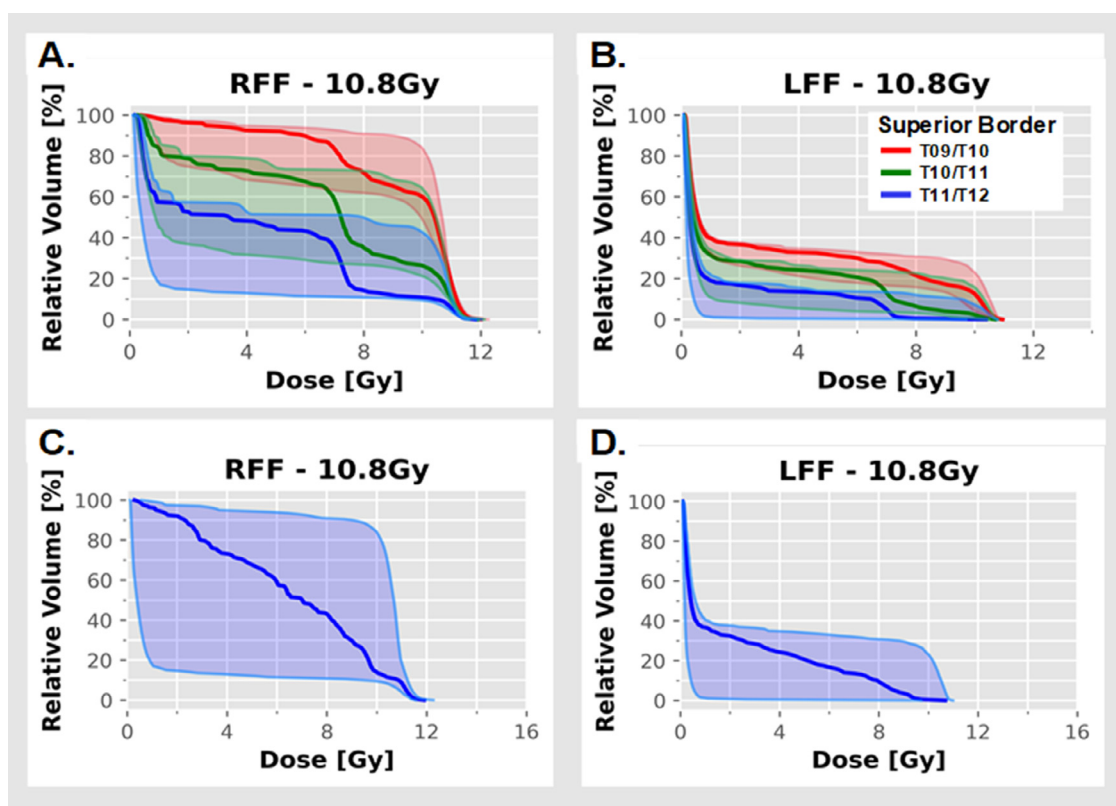 A.
RFF - 10.8Gy
Relative Volume [%]
100
80
60
40
20
0
0 4 8 12
Dose [Gy]
B.
LFF - 10.8Gy
Relative Volume [%]
100
80
60
40
20
0
Superior Border
T09/T10
T10/T11
T11/T12
0 4 8 12
Dose [Gy]
C.
RFF - 10.8Gy
Relative Volume [%]
100
80
60
40
20
0
0 4 8 12 16
Dose [Gy]
D.
LFF - 10.8Gy
Relative Volume [%]
100
80
60
40
20
0
0 4 8 12 16
Dose [Gy]